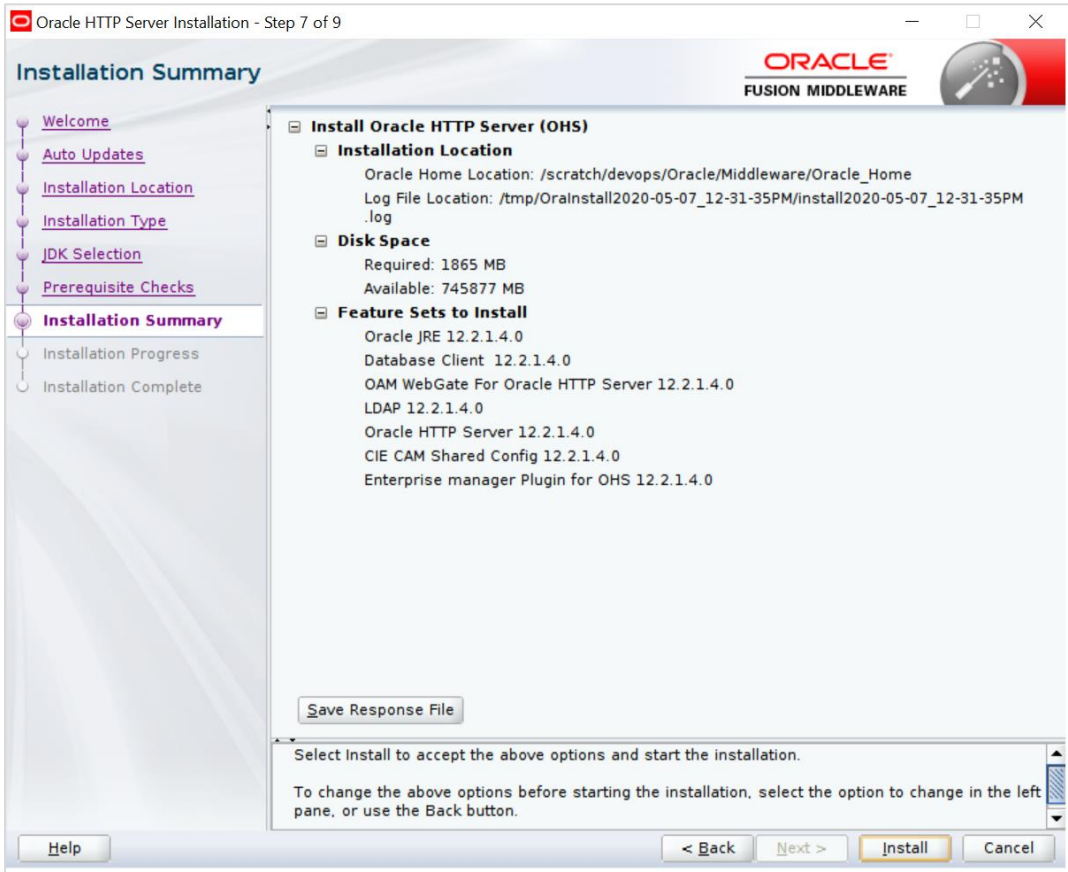 Oracle HTTP Server Installation - Step 7 of 9
Installation Summary
ORACLE
FUSION MIDDLEWARE
Welcome
Auto Updates
Installation Location
Installation Type
JDK Selection
Prerequisite Checks
Installation Summary
Installation Progress
Installation Complete
Install Oracle HTTP Server (OHS)
Installation Location
Oracle Home Location: /scratch/devops/Oracle/Middleware/Oracle_Home
Log File Location: /tmp/OraInstall2020-05-07_12-31-35PM/install2020-05-07_12-31-35PM
.log
Disk Space
Required: 1865 MB
Available: 745877 MB
Feature Sets to Install
Oracle JRE 12.2.1.4.0
Database Client 12.2.1.4.0
OAM WebGate For Oracle HTTP Server 12.2.1.4.0
LDAP 12.2.1.4.0
Oracle HTTP Server 12.2.1.4.0
CIE CAM Shared Config 12.2.1.4.0
Enterprise manager Plugin for OHS 12.2.1.4.0
Save Response File
Select Install to accept the above options and start the installation.
To change the above options before starting the installation, select the option to change in the left
pane, or use the Back button.
Help
< Back
Next >
Install
Cancel